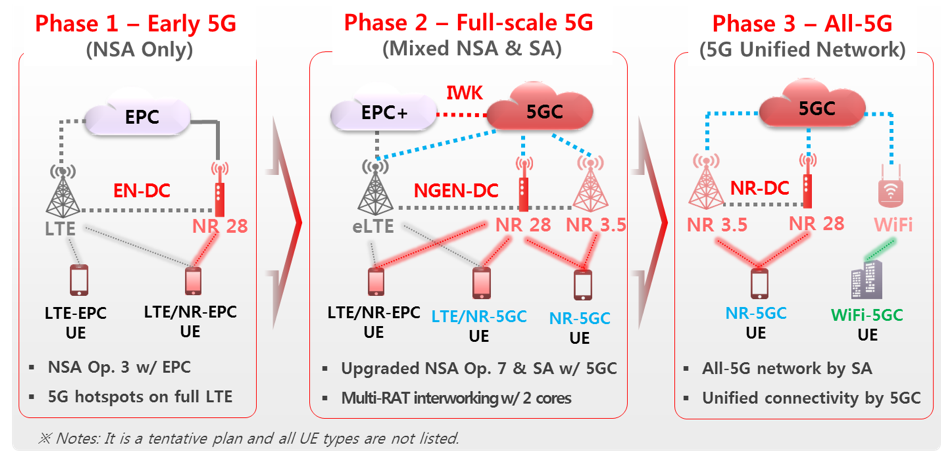 Phase 1 – Early 5G
(NSA Only)
EPC
EN-DC
LTE
NR 28
LTE-EPC
UE
LTE/NR-EPC
UE
▪ NSA Op. 3 w/ EPC
▪ 5G hotspots on full LTE
Phase 2 – Full-scale 5G
(Mixed NSA & SA)
IWK
EPC+
5GC
NGEN-DC
eLTE
NR 28
NR 3.5
LTE/NR-EPC
UE
LTE/NR-5GC
UE
NR-5GC
UE
▪ Upgraded NSA Op. 7 & SA w/ 5GC
▪ Multi-RAT interworking w/ 2 cores
Phase 3 – All-5G
(5G Unified Network)
5GC
NR-DC
NR 3.5
NR 28
WiFi
NR-5GC
UE
WiFi-5GC
UE
▪ All-5G network by SA
▪ Unified connectivity by 5GC
※ Notes: It is a tentative plan and all UE types are not listed.